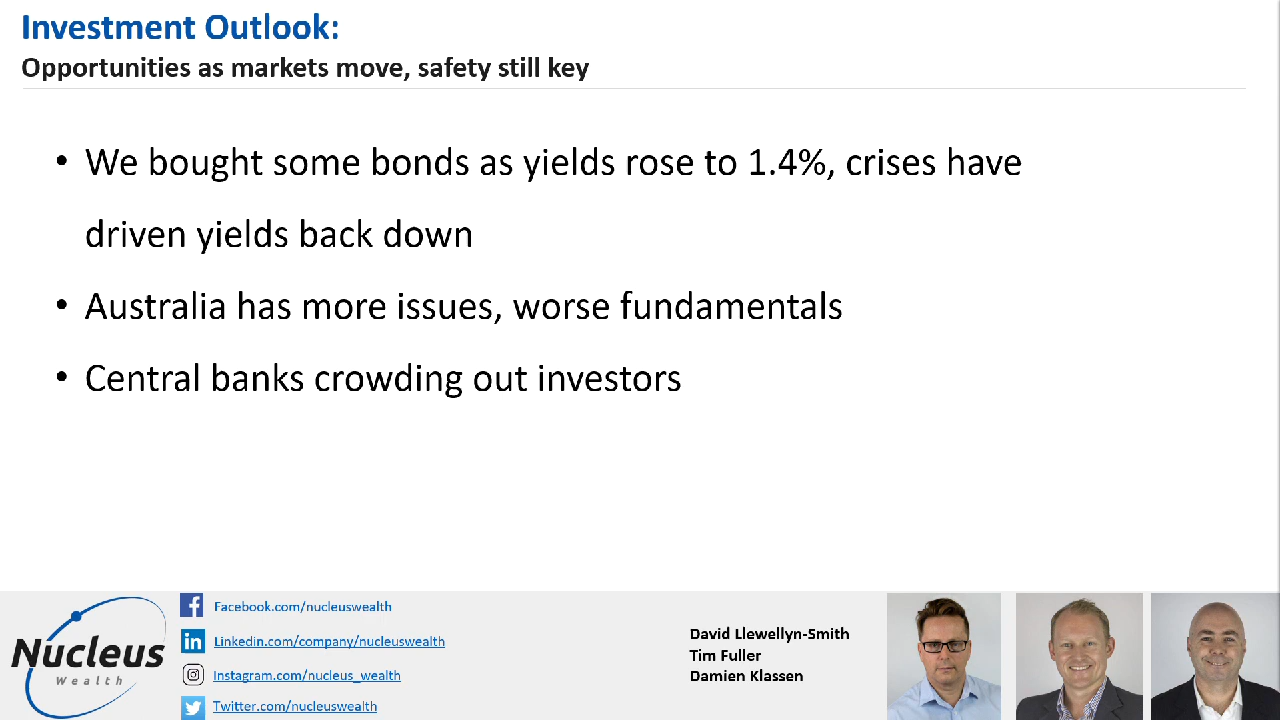 Investment Outlook:
Opportunities as markets move, safety still key
• We bought some bonds as yields rose to 1.4%, crises have
driven yields back down
• Australia has more issues, worse fundamentals
• Central banks crowding out investors
Nucleus
Wealth
Facebook.com/nucleuswealth
Linkedin.com/company/nucleuswealth
Instagram.com/nucleus_wealth
Twitter.com/nucleuswealth
David Llewellyn-Smith
Tim Fuller
Damien Klassen